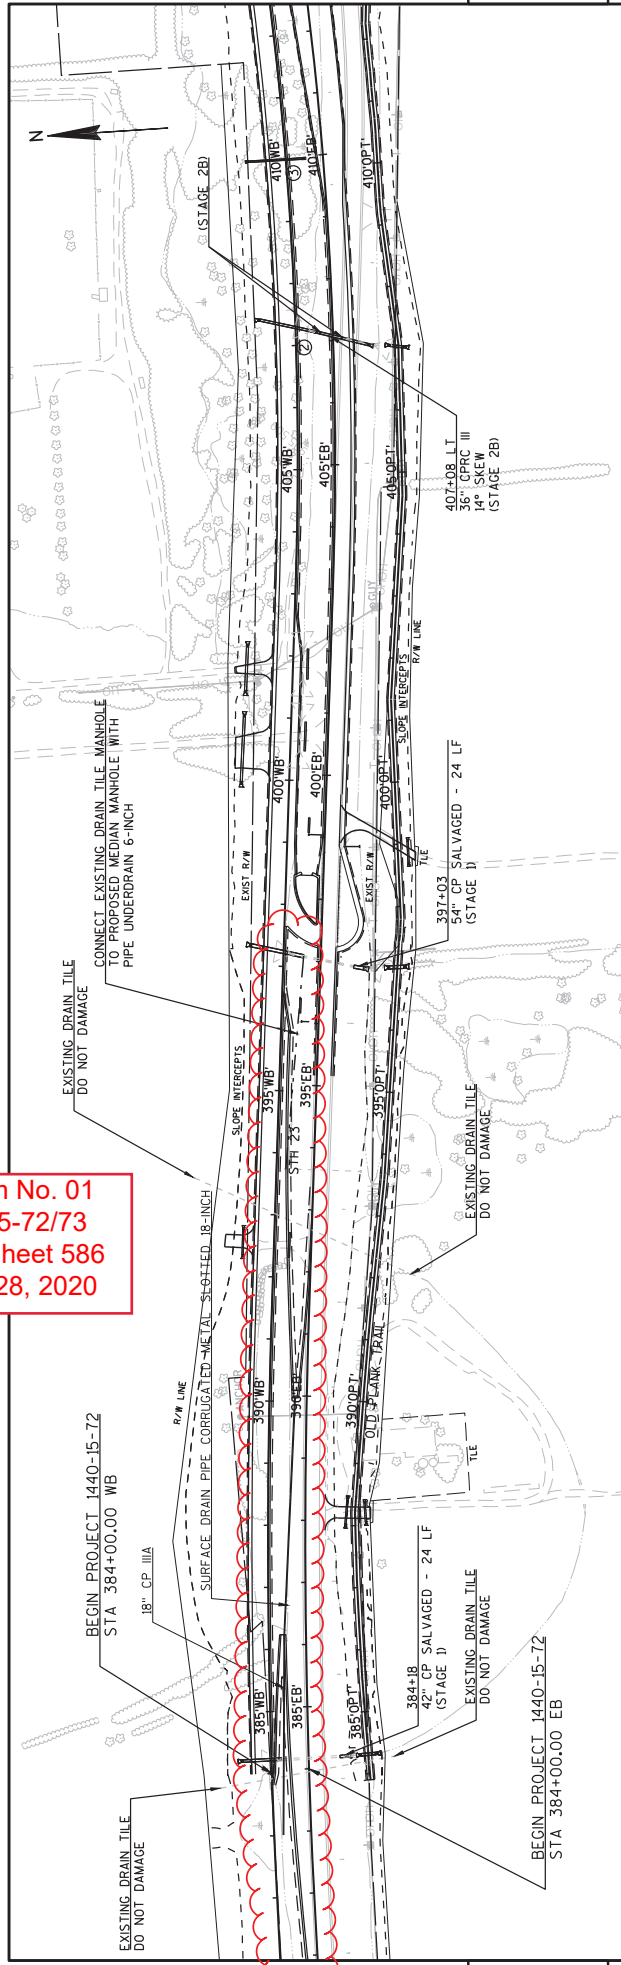 N
(STAGE 2B)
410'WB'
③
410'EB'
410'OPT'
②
407+08 LT
36" CPRC III
14° SKEW
(STAGE 2B)
405'WB'
405'EB'
405'OPT'
GUY
SLOPE INTERCEPTS
R/W LINE
CONNECT EXISTING DRAIN TILE MANHOLE
TO PROPOSED MEDIAN MANHOLE WITH
PIPE UNDERDRAIN 6-INCH
400'WB'
400'EB'
400'OPT'
EXIST R/W
EXIST R/W
TLE
397+03
54" CP SALVAGED - 24 LF
(STAGE 1)
EXISTING DRAIN TILE
DO NOT DAMAGE
SLOPE INTERCEPTS
395'WB'
395'EB'
395'OPT'
STH 23
EXISTING DRAIN TILE
DO NOT DAMAGE
No. 01
5-72/73
heet 586
28, 2020
R/W LINE
SURFACE DRAIN PIPE CORRUGATED METAL SLOTTED 18-INCH
ANCHOR
390'WB'
390'EB'
390'OPT'
OLD PLANK TRAIL
TLE
BEGIN PROJECT 1440-15-72
STA 384+00.00 WB
18" CP IIIA
385'WB'
385'EB'
385'OPT'
384+18
42" CP SALVAGED - 24 LF
(STAGE 1)
EXISTING DRAIN TILE
DO NOT DAMAGE
BEGIN PROJECT 1440-15-72
STA 384+00.00 EB
EXISTING DRAIN TILE
DO NOT DAMAGE